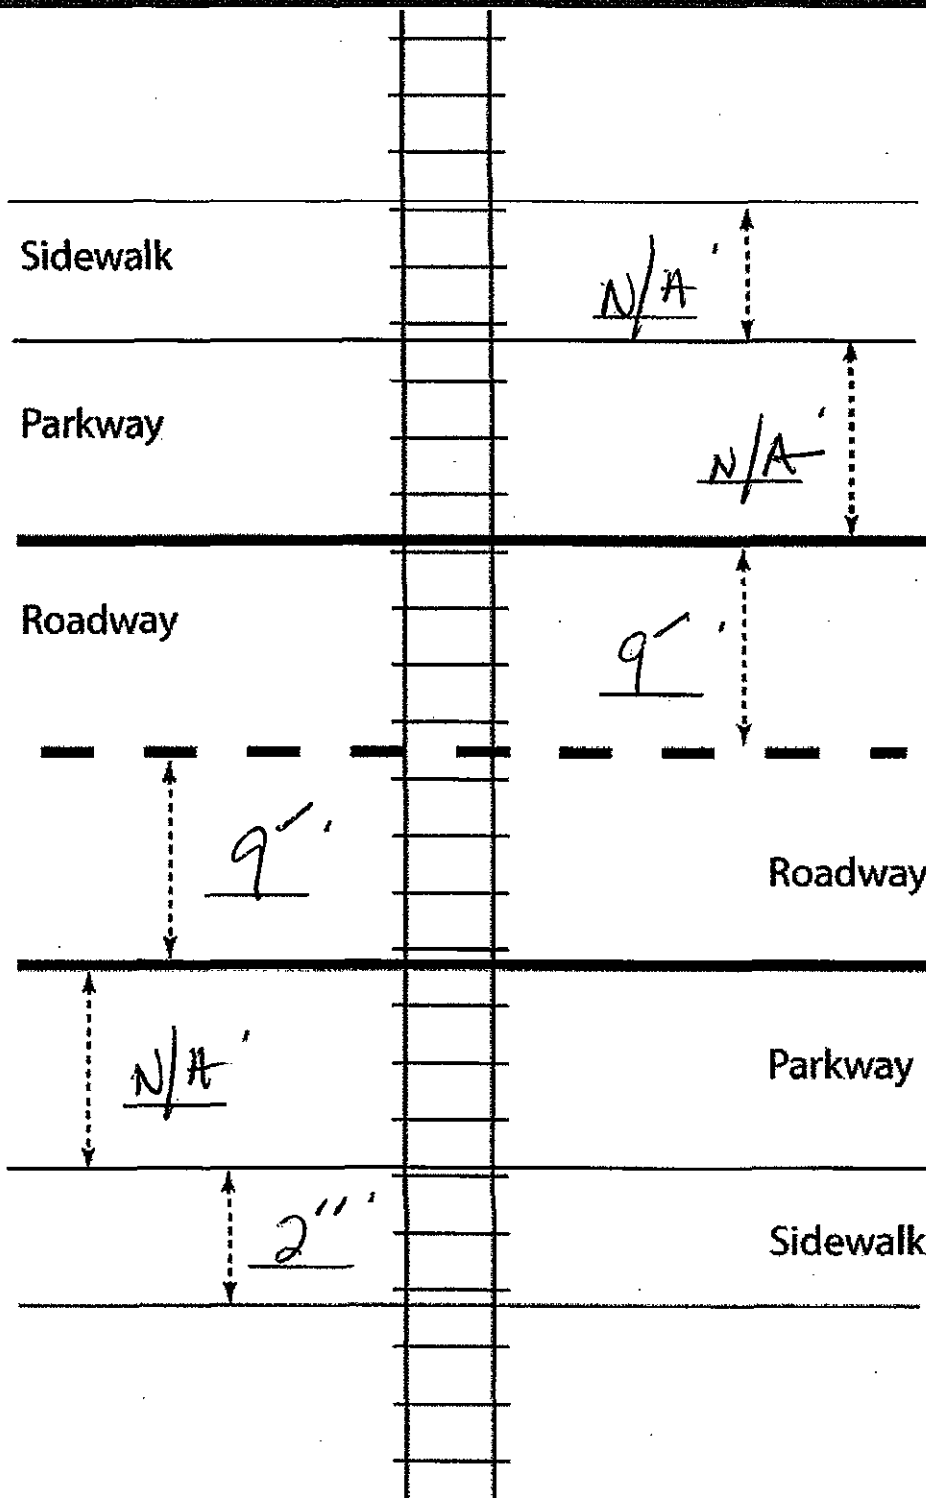 Sidewalk
N/A '
Parkway
N/A '
Roadway
9' '
9' '
Roadway
N/A '
Parkway
2" '
Sidewalk